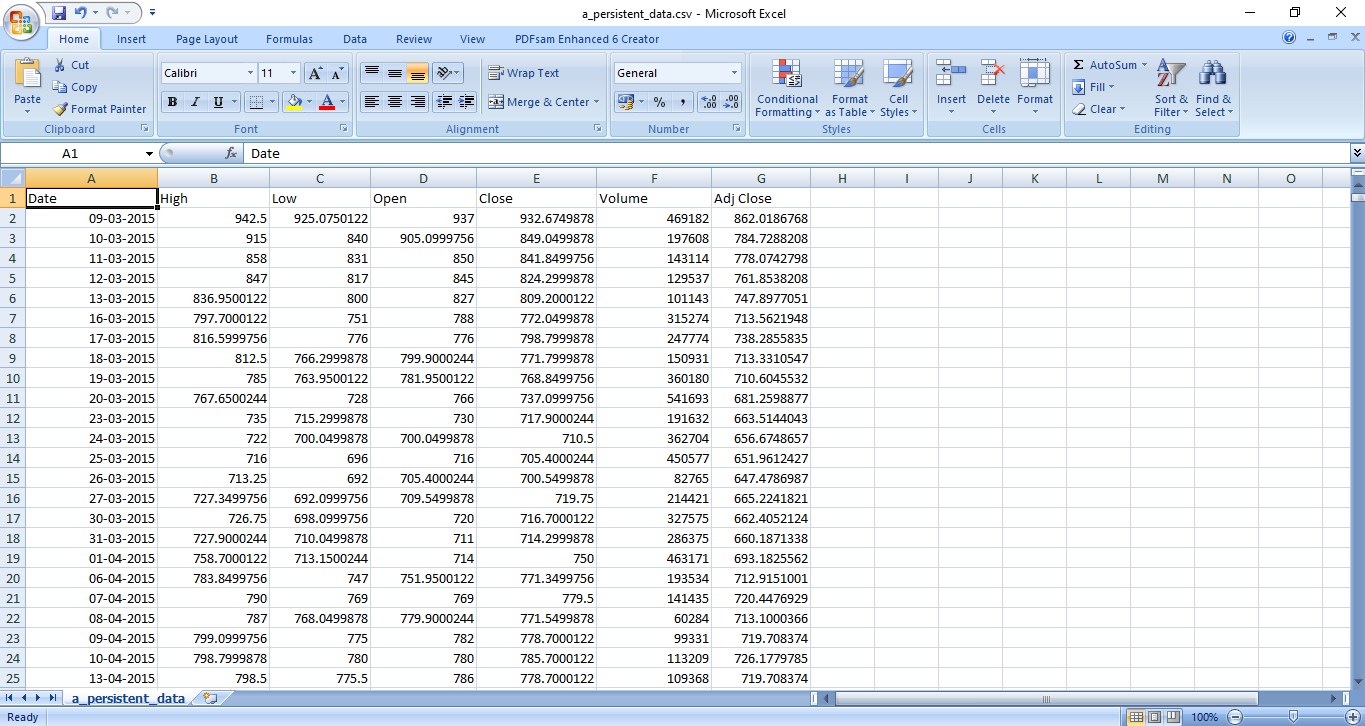 a_persistent_data.csv - Microsoft Excel
Home Insert Page Layout Formulas Data Review View PDFsam Enhanced 6 Creator
Paste Cut Copy Format Painter Clipboard
Calibri 11 A A B I U A Font
Wrap Text Merge & Center Alignment
General % , .0 .00 .00 .0 Number
Conditional Formatting Format as Table Cell Styles Styles
Insert Delete Format Cells
Σ AutoSum Fill Clear Sort & Filter Find & Select Editing
A1 fx Date
A B C D E F G H I J K L M N O
1 Date High Low Open Close Volume Adj Close
2 09-03-2015 942.5 925.0750122 937 932.6749878 469182 862.0186768
3 10-03-2015 915 840 905.0999756 849.0499878 197608 784.7288208
4 11-03-2015 858 831 850 841.8499756 143114 778.0742798
5 12-03-2015 847 817 845 824.2999878 129537 761.8538208
6 13-03-2015 836.9500122 800 827 809.2000122 101143 747.8977051
7 16-03-2015 797.7000122 751 788 772.0499878 315274 713.5621948
8 17-03-2015 816.5999756 776 776 798.7999878 247774 738.2855835
9 18-03-2015 812.5 766.2999878 799.9000244 771.7999878 150931 713.3310547
10 19-03-2015 785 763.9500122 781.9500122 768.8499756 360180 710.6045532
11 20-03-2015 767.6500244 728 766 737.0999756 541693 681.2598877
12 23-03-2015 735 715.2999878 730 717.9000244 191632 663.5144043
13 24-03-2015 722 700.0499878 700.0499878 710.5 362704 656.6748657
14 25-03-2015 716 696 716 705.4000244 450577 651.9612427
15 26-03-2015 713.25 692 705.4000244 700.5499878 82765 647.4786987
16 27-03-2015 727.3499756 692.0999756 709.5499878 719.75 214421 665.2241821
17 30-03-2015 726.75 698.0999756 720 716.7000122 327575 662.4052124
18 31-03-2015 727.9000244 710.0499878 711 714.2999878 286375 660.1871338
19 01-04-2015 758.7000122 713.1500244 714 750 463171 693.1825562
20 06-04-2015 783.8499756 747 751.9500122 771.3499756 193534 712.9151001
21 07-04-2015 790 769 769 779.5 141435 720.4476929
22 08-04-2015 787 768.0499878 779.9000244 771.5499878 60284 713.1000366
23 09-04-2015 799.0999756 775 782 778.7000122 99331 719.708374
24 10-04-2015 798.7999878 780 780 785.7000122 113209 726.1779785
25 13-04-2015 798.5 775.5 786 778.7000122 109368 719.708374
a_persistent_data
Ready 100%